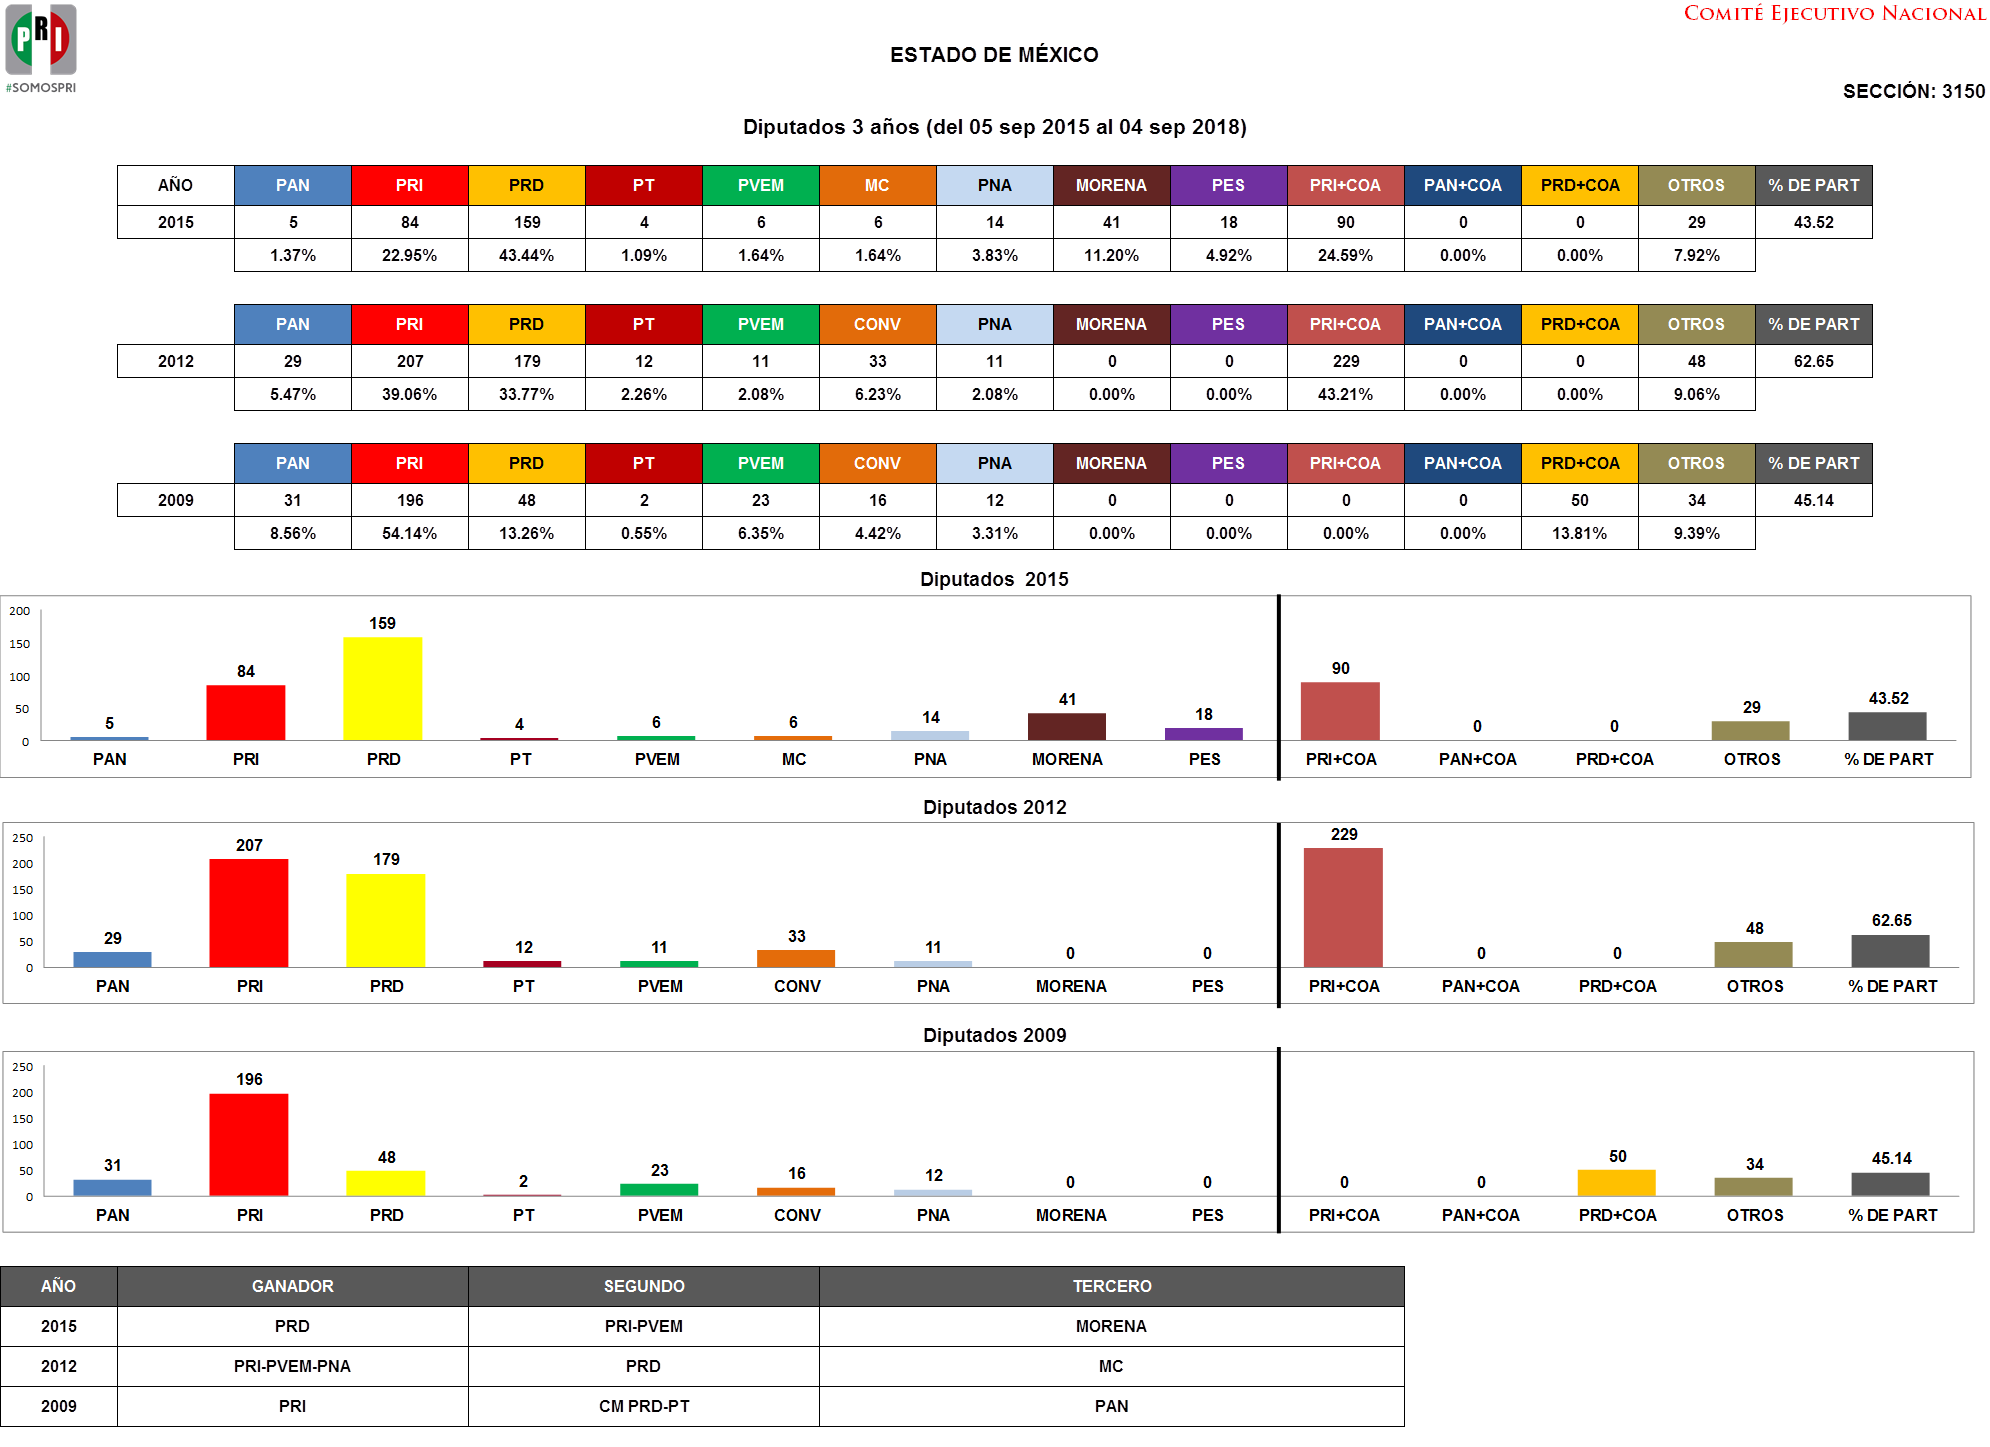 PRI
#SOMOSPRI
COMITÉ EJECUTIVO NACIONAL
ESTADO DE MÉXICO
SECCIÓN: 3150
Diputados 3 años (del 05 sep 2015 al 04 sep 2018)
AÑO PAN PRI PRD PT PVEM MC PNA MORENA PES PRI+COA PAN+COA PRD+COA OTROS % DE PART
2015 5 84 159 4 6 6 14 41 18 90 0 0 29 43.52
1.37% 22.95% 43.44% 1.09% 1.64% 1.64% 3.83% 11.20% 4.92% 24.59% 0.00% 0.00% 7.92%
PAN PRI PRD PT PVEM CONV PNA MORENA PES PRI+COA PAN+COA PRD+COA OTROS % DE PART
2012 29 207 179 12 11 33 11 0 0 229 0 0 48 62.65
5.47% 39.06% 33.77% 2.26% 2.08% 6.23% 2.08% 0.00% 0.00% 43.21% 0.00% 0.00% 9.06%
PAN PRI PRD PT PVEM CONV PNA MORENA PES PRI+COA PAN+COA PRD+COA OTROS % DE PART
2009 31 196 48 2 23 16 12 0 0 0 0 50 34 45.14
8.56% 54.14% 13.26% 0.55% 6.35% 4.42% 3.31% 0.00% 0.00% 0.00% 0.00% 13.81% 9.39%
Diputados 2015
200
150
100
50
0
5 84 159 4 6 6 14 41 18 90 0 0 29 43.52
PAN PRI PRD PT PVEM MC PNA MORENA PES PRI+COA PAN+COA PRD+COA OTROS % DE PART
Diputados 2012
250
200
150
100
50
0
29 207 179 12 11 33 11 0 0 229 0 0 48 62.65
PAN PRI PRD PT PVEM CONV PNA MORENA PES PRI+COA PAN+COA PRD+COA OTROS % DE PART
Diputados 2009
250
200
150
100
50
0
31 196 48 2 23 16 12 0 0 0 0 50 34 45.14
PAN PRI PRD PT PVEM CONV PNA MORENA PES PRI+COA PAN+COA PRD+COA OTROS % DE PART
AÑO GANADOR SEGUNDO TERCERO
2015 PRD PRI-PVEM MORENA
2012 PRI-PVEM-PNA PRD MC
2009 PRI CM PRD-PT PAN